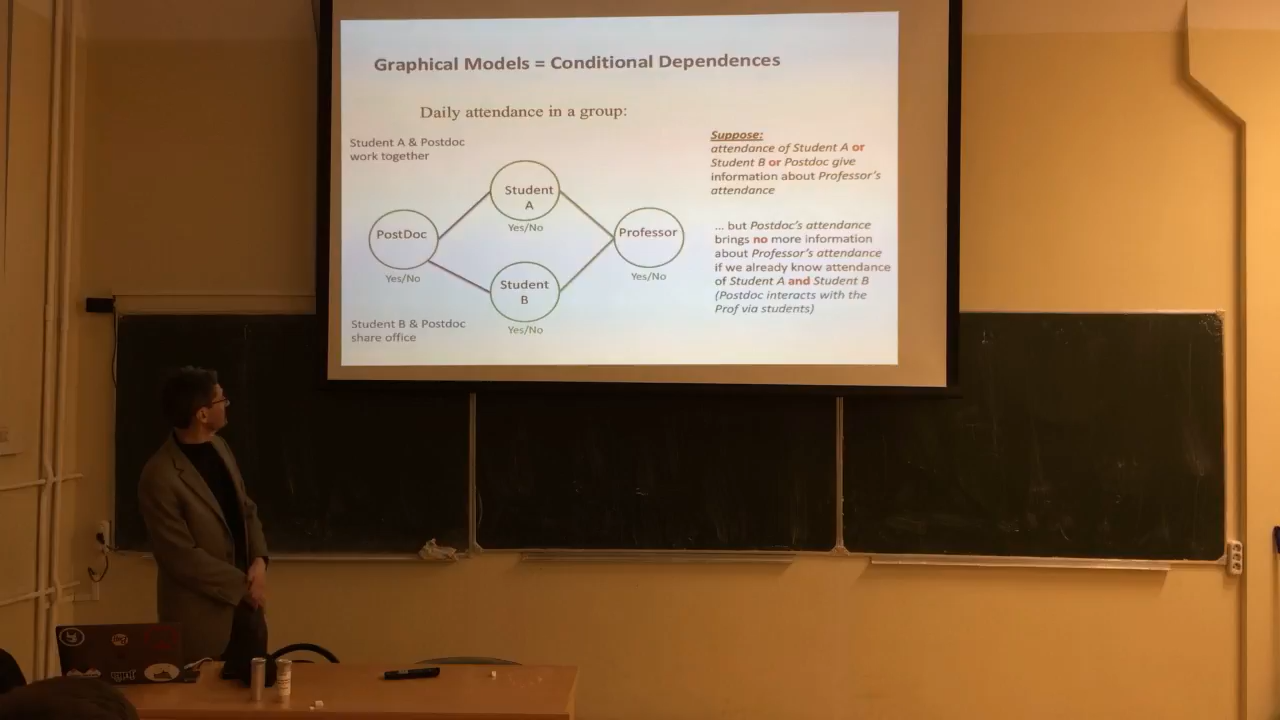 Graphical Models = Conditional Dependences
Daily attendance in a group:
Student A & Postdoc
work together
Student
A
Yes/No
PostDoc
Yes/No
Professor
Yes/No
Student
B
Yes/No
Student B & Postdoc
share office
Suppose:
attendance of Student A or
Student B or Postdoc give
information about Professor's
attendance
... but Postdoc's attendance
brings no more information
about Professor's attendance
if we already know attendance
of Student A and Student B
(Postdoc interacts with the
Prof via students)